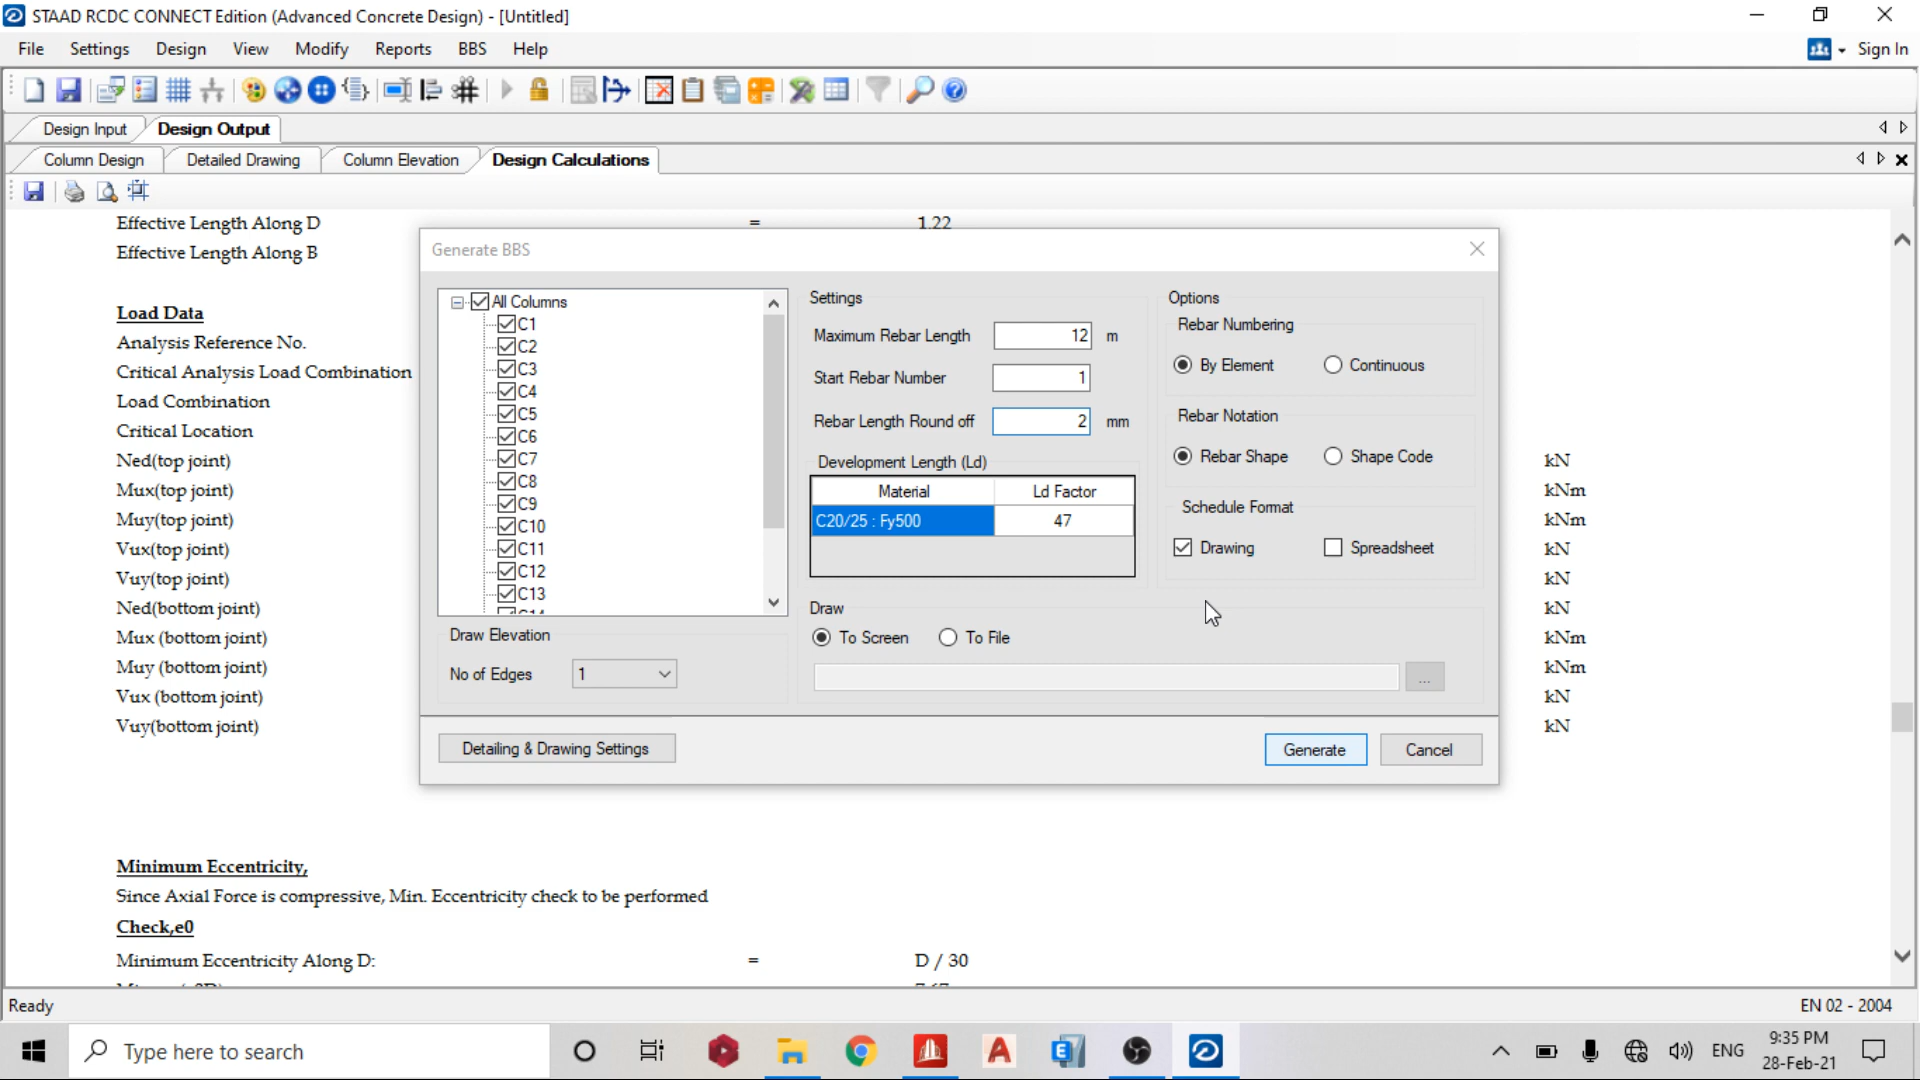 STAAD RCDC CONNECT Edition (Advanced Concrete Design) - [Untitled]
File Settings Design View Modify Reports BBS Help
Sign In
Design Input Design Output
Column Design Detailed Drawing Column Elevation Design Calculations
Effective Length Along D = 1.22
Effective Length Along B
Load Data
Analysis Reference No.
Critical Analysis Load Combination
Load Combination
Critical Location
Ned(top joint) kN
Mux(top joint) kNm
Muy(top joint) kNm
Vux(top joint) kN
Vuy(top joint) kN
Ned(bottom joint) kN
Mux (bottom joint) kNm
Muy (bottom joint) kNm
Vux (bottom joint) kN
Vuy(bottom joint) kN
Generate BBS
All Columns
C1
C2
C3
C4
C5
C6
C7
C8
C9
C10
C11
C12
C13
C14
Draw Elevation
No of Edges 1
Detailing & Drawing Settings
Settings
Maximum Rebar Length 12 m
Start Rebar Number 1
Rebar Length Round off 2 mm
Development Length (Ld)
Material Ld Factor
C20/25 : Fy500 47
Draw
To Screen To File
...
Options
Rebar Numbering
By Element Continuous
Rebar Notation
Rebar Shape Shape Code
Schedule Format
Drawing Spreadsheet
Generate Cancel
Minimum Eccentricity,
Since Axial Force is compressive, Min. Eccentricity check to be performed
Check,e0
Minimum Eccentricity Along D: = D / 30
Ready EN 02 - 2004
Type here to search
ENG
9:35 PM
28-Feb-21